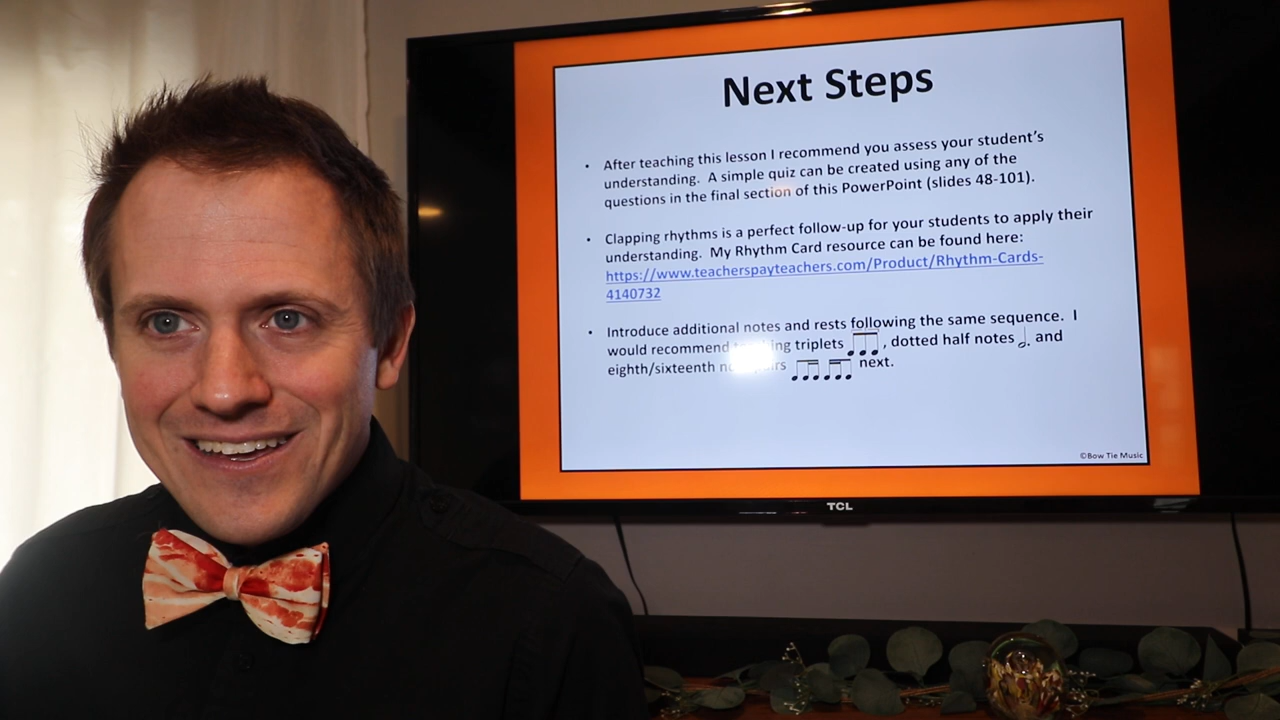 Next Steps
• After teaching this lesson I recommend you assess your student's
understanding. A simple quiz can be created using any of the
questions in the final section of this PowerPoint (slides 48-101).
• Clapping rhythms is a perfect follow-up for your students to apply their
understanding. My Rhythm Card resource can be found here:
https://www.teacherspayteachers.com/Product/Rhythm-Cards-
4140732
• Introduce additional notes and rests following the same sequence. I
would recommend triplets , dotted half notes , and
eighth/sixteenth next.
©Bow Tie Music
TCL